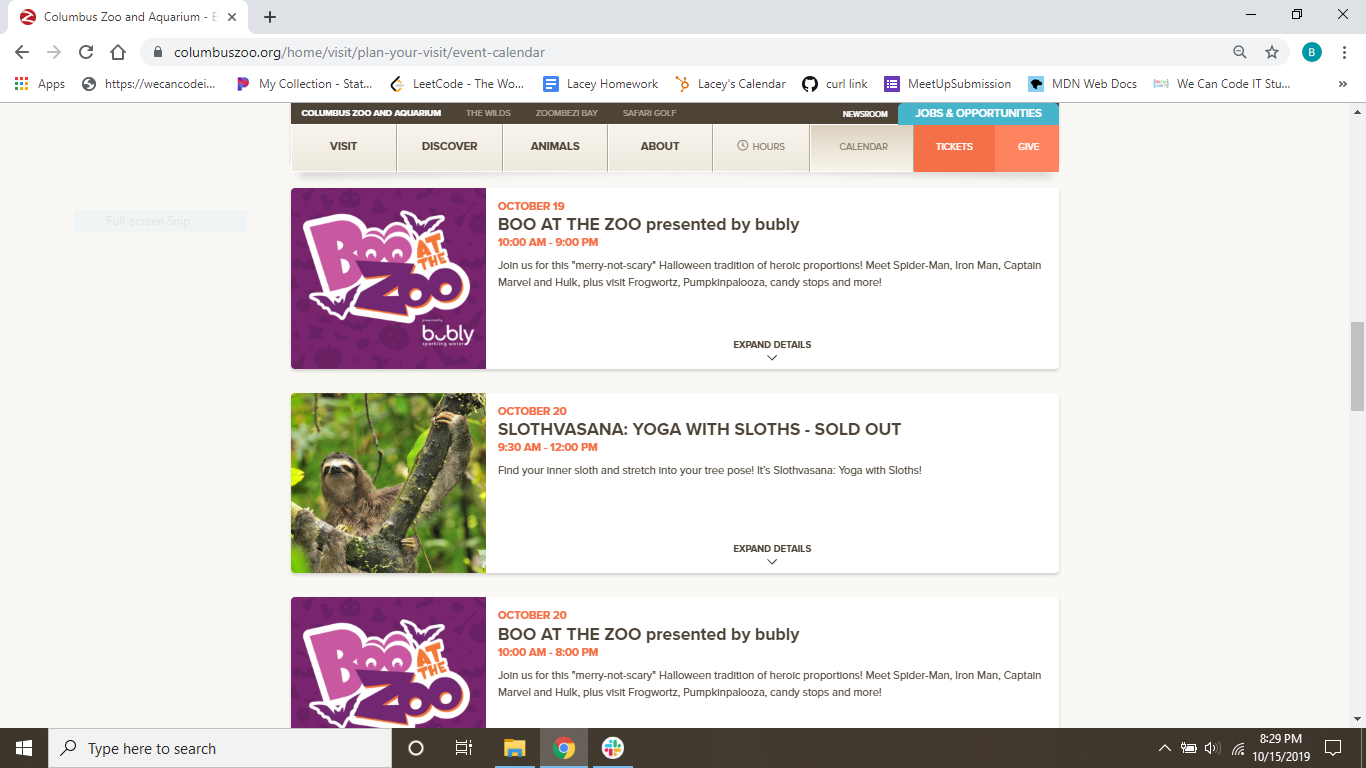 Columbus Zoo and Aquarium - E
columbuszoo.org/home/visit/plan-your-visit/event-calendar
B
Apps
https://wecancodei...
My Collection - Stat...
LeetCode - The Wo...
Lacey Homework
Lacey's Calendar
curl link
MeetUpSubmission
MDN Web Docs
We Can Code IT Stu...
»
COLUMBUS ZOO AND AQUARIUM
THE WILDS
ZOOMBEZI BAY
SAFARI GOLF
NEWSROOM
JOBS & OPPORTUNITIES
VISIT
DISCOVER
ANIMALS
ABOUT
HOURS
CALENDAR
TICKETS
GIVE
Full-screen Snip
BOO AT
THE
ZOO
presented by
bubly
sparkling water
OCTOBER 19
BOO AT THE ZOO presented by bubly
10:00 AM - 9:00 PM
Join us for this "merry-not-scary" Halloween tradition of heroic proportions! Meet Spider-Man, Iron Man, Captain
Marvel and Hulk, plus visit Frogwortz, Pumpkinpalooza, candy stops and more!
EXPAND DETAILS
OCTOBER 20
SLOTHVASANA: YOGA WITH SLOTHS - SOLD OUT
9:30 AM - 12:00 PM
Find your inner sloth and stretch into your tree pose! It's Slothvasana: Yoga with Sloths!
EXPAND DETAILS
BOO AT
THE
ZOO
OCTOBER 20
BOO AT THE ZOO presented by bubly
10:00 AM - 8:00 PM
Join us for this "merry-not-scary" Halloween tradition of heroic proportions! Meet Spider-Man, Iron Man, Captain
Marvel and Hulk, plus visit Frogwortz, Pumpkinpalooza, candy stops and more!
Type here to search
8:29 PM
10/15/2019